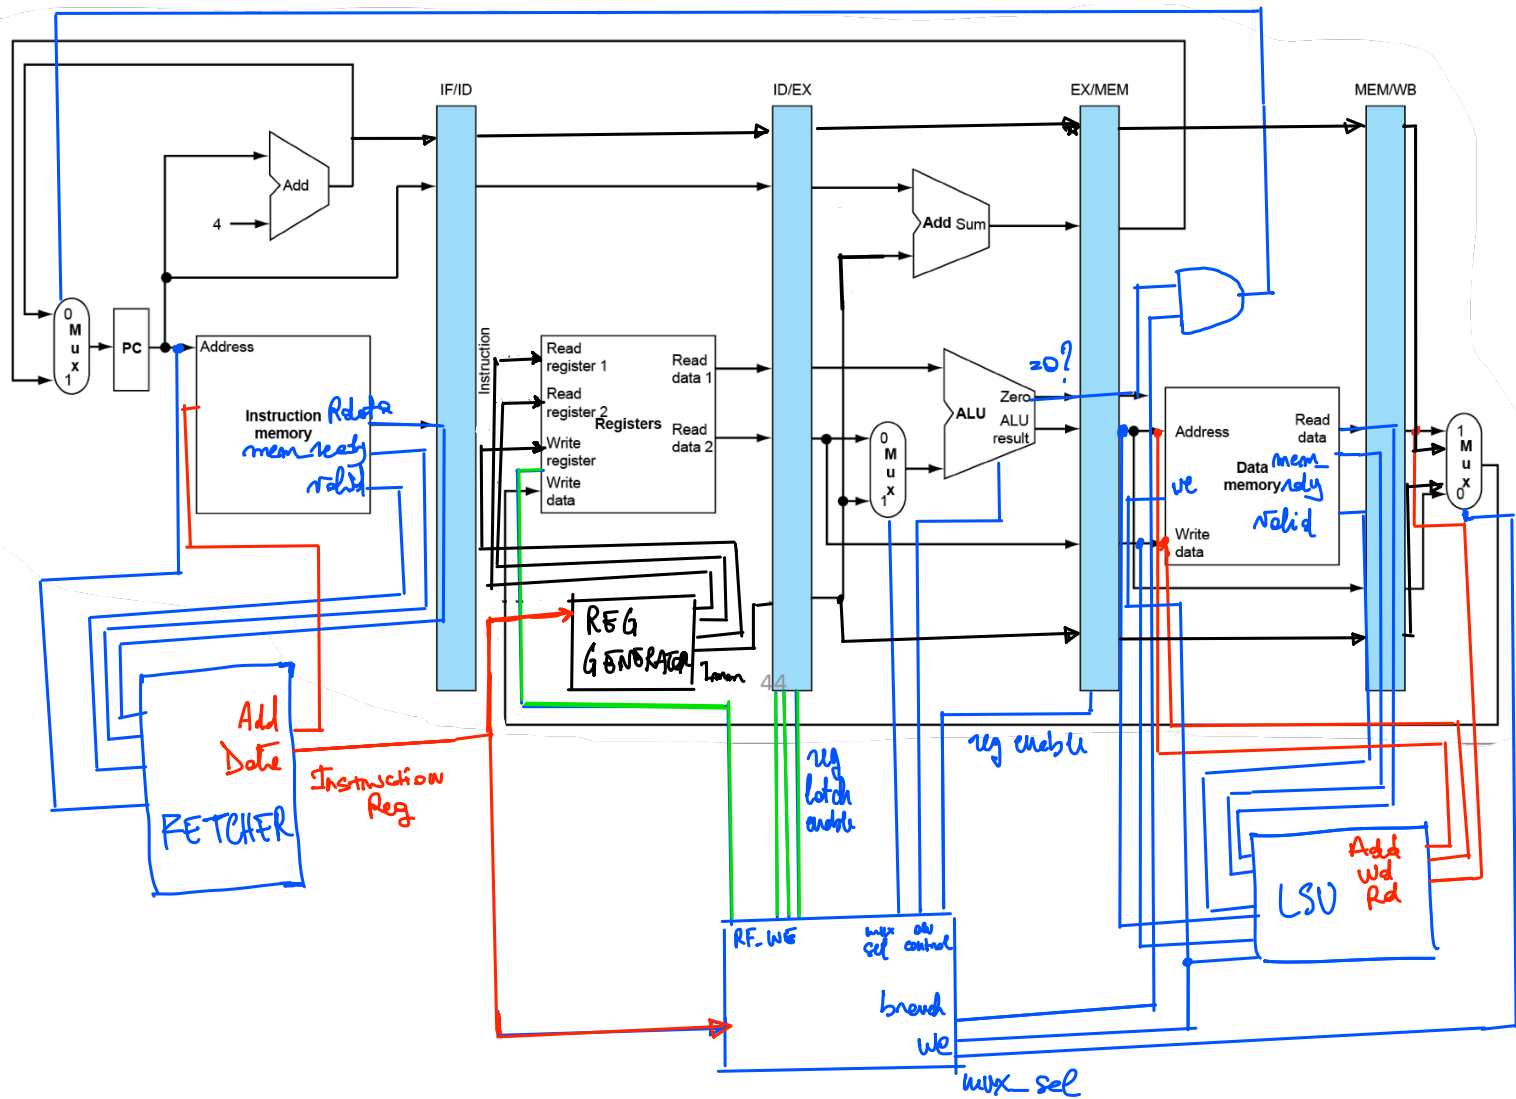 IF/ID
ID/EX
EX/MEM
MEM/WB
Add
4
Add Sum
0
M
u
x
1
PC
Address
Instruction
memory
Rdata
mem_ready
valid
Instruction
Read
register 1
Read
register 2
Write
register
Write
data
Registers
Read
data 1
Read
data 2
0
M
u
x
1
=0?
Zero
ALU
ALU
result
Address
Read
data
Data
memory
mem_
rdy
we
valid
Write
data
1
M
u
x
0
REG
GENERATOR
Imm
44
Add
Date
FETCHER
Instruction
Reg
reg
latch
enable
reg enable
Add
Wd
Rd
LSU
RF_WE
mux
sel
alu
control
branch
we
mux_sel